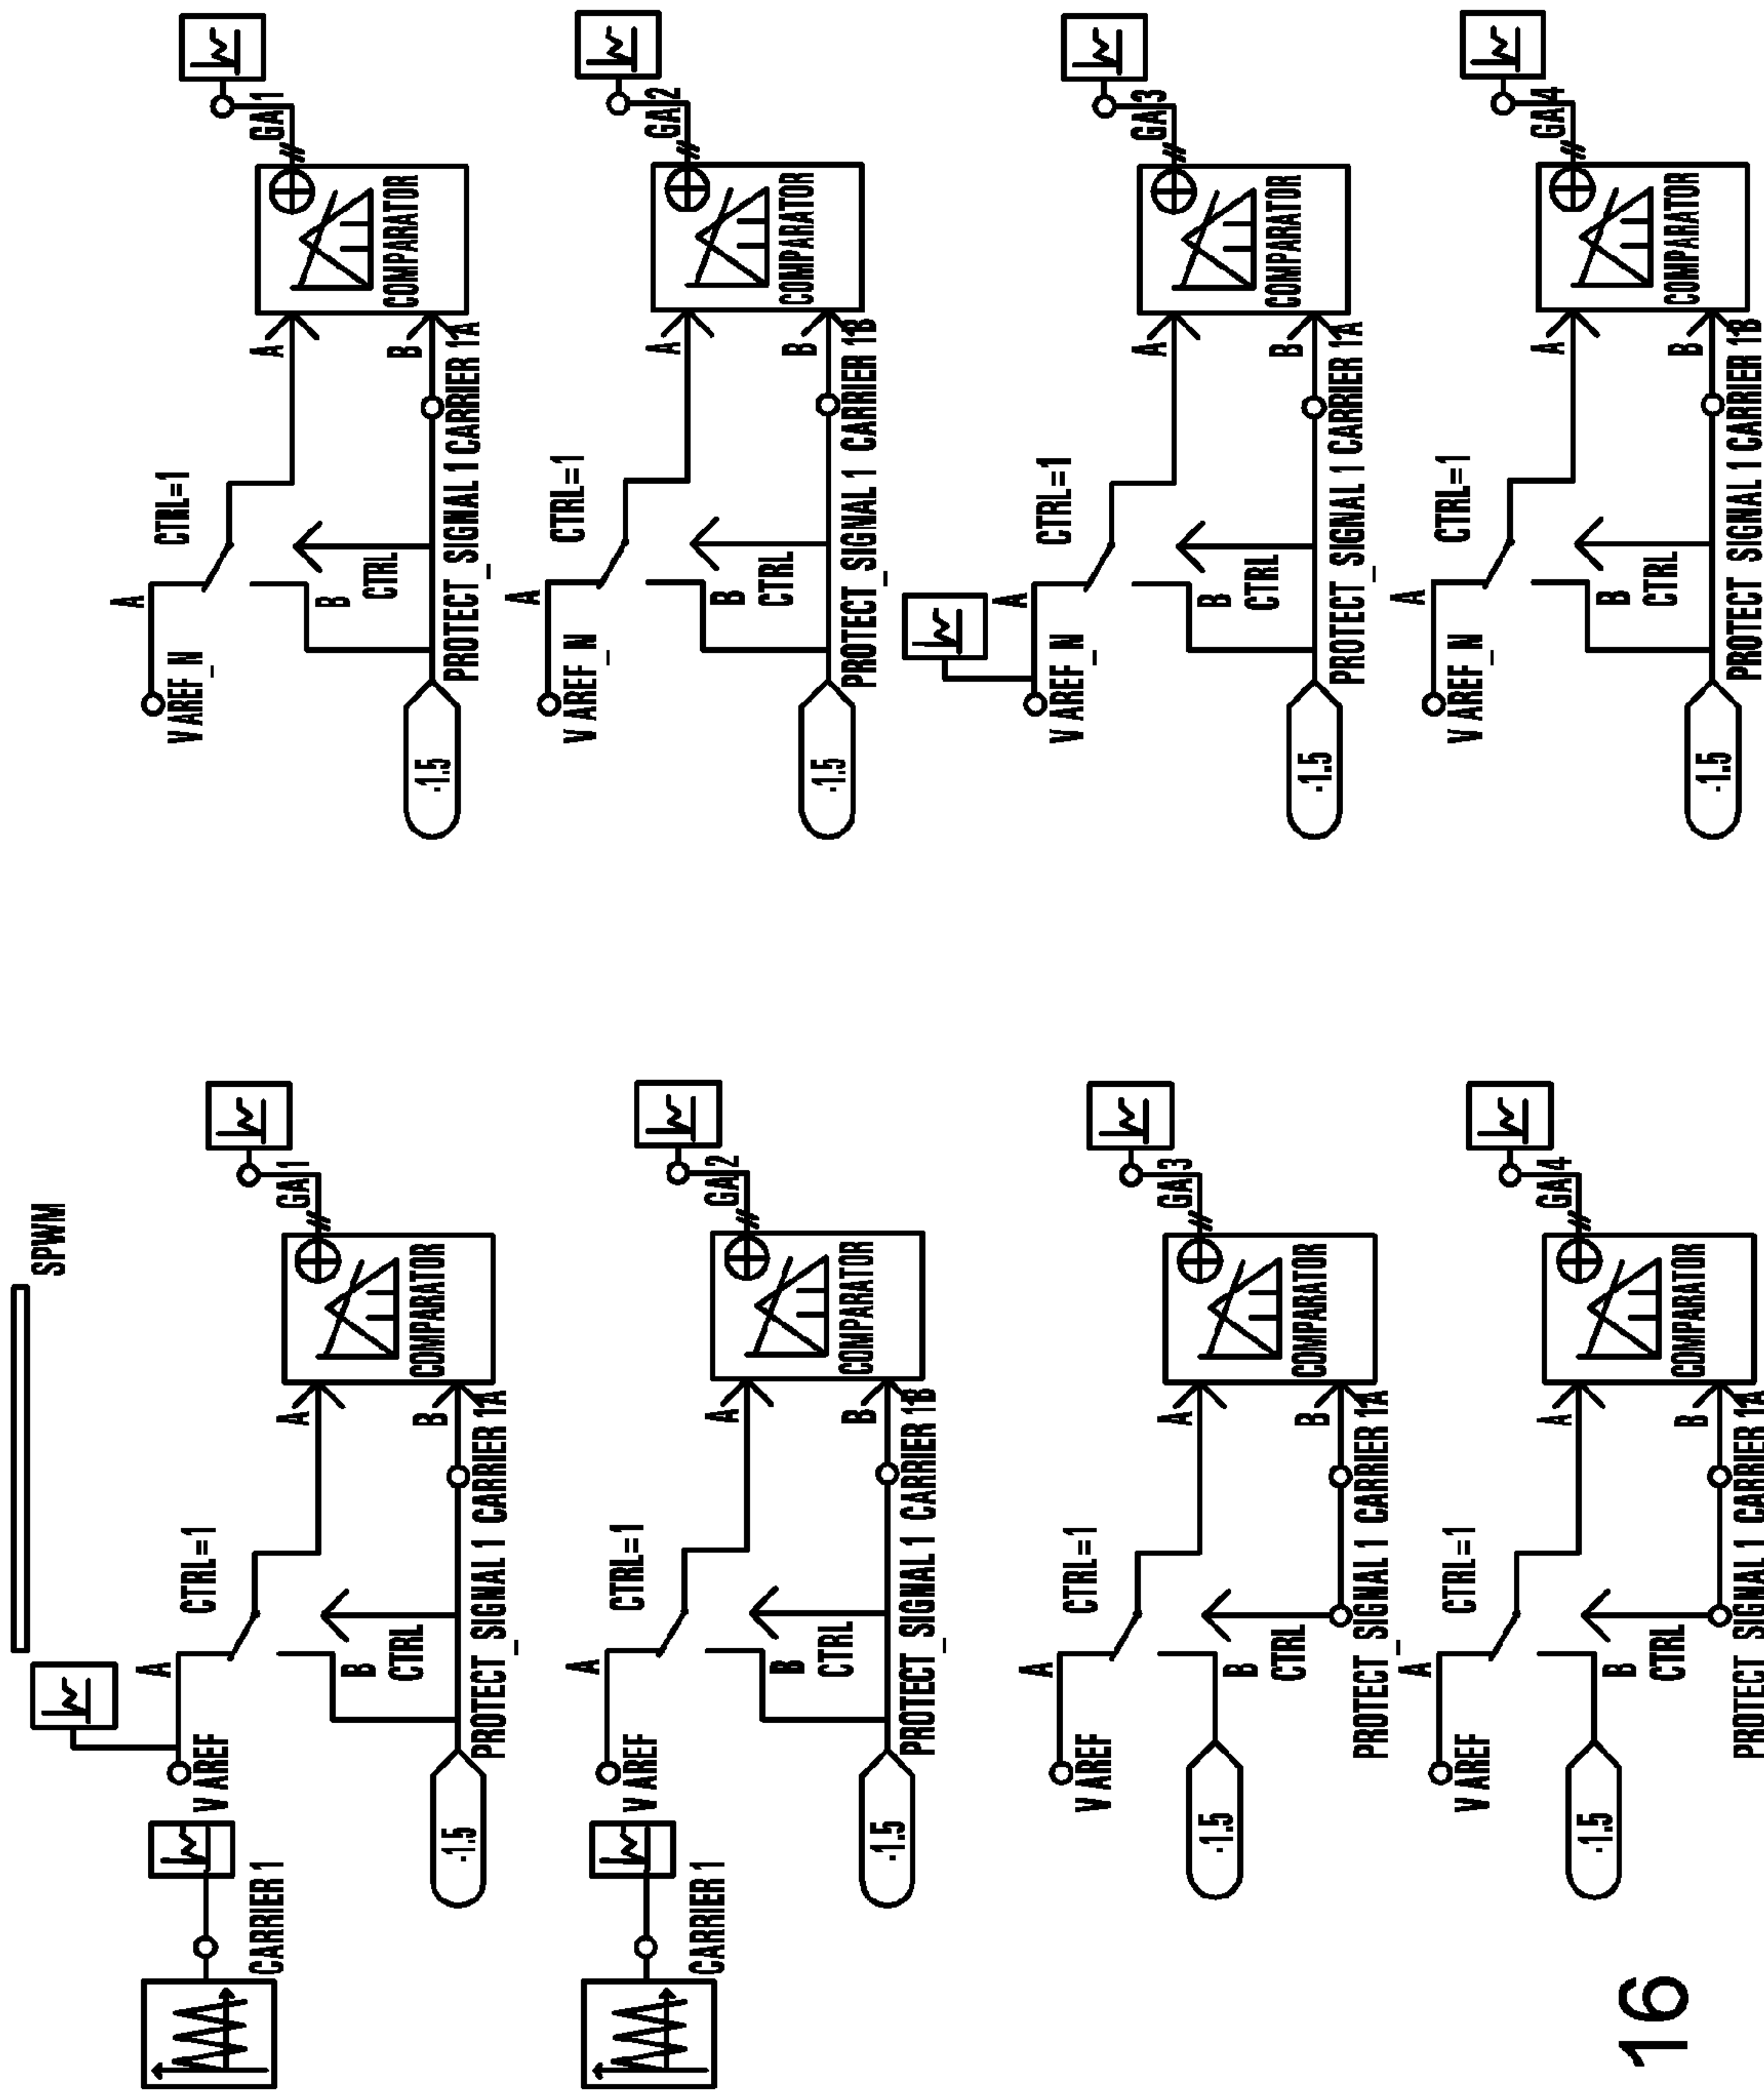 SPWM
CARRIER 1
V AREF
A
CTRL=1
B
CTRL
A
B
GA1
COMPARATOR
-1.5
PROTECT_SIGNAL 1 CARRIER 1A
CARRIER 1
V AREF
A
CTRL=1
B
CTRL
A
B
GA2
COMPARATOR
-1.5
PROTECT_SIGNAL 1 CARRIER 1B
V AREF
A
CTRL=1
B
CTRL
A
B
GA3
COMPARATOR
-1.5
PROTECT_SIGNAL 1 CARRIER 1A
V AREF
A
CTRL=1
B
CTRL
A
B
GA4
COMPARATOR
-1.5
PROTECT SIGNAL 1 CARRIER 1A
V AREF_N
A
CTRL=1
B
CTRL
A
B
GA1
COMPARATOR
-1.5
PROTECT_SIGNAL 1 CARRIER 1A
V AREF_N
A
CTRL=1
B
CTRL
A
B
GA2
COMPARATOR
-1.5
PROTECT_SIGNAL 1 CARRIER 1B
V AREF_N
A
CTRL=1
B
CTRL
A
B
GA3
COMPARATOR
-1.5
PROTECT_SIGNAL 1 CARRIER 1A
V AREF_N
A
CTRL=1
B
CTRL
A
B
GA4
COMPARATOR
-1.5
PROTECT_SIGNAL 1 CARRIER 1B
16